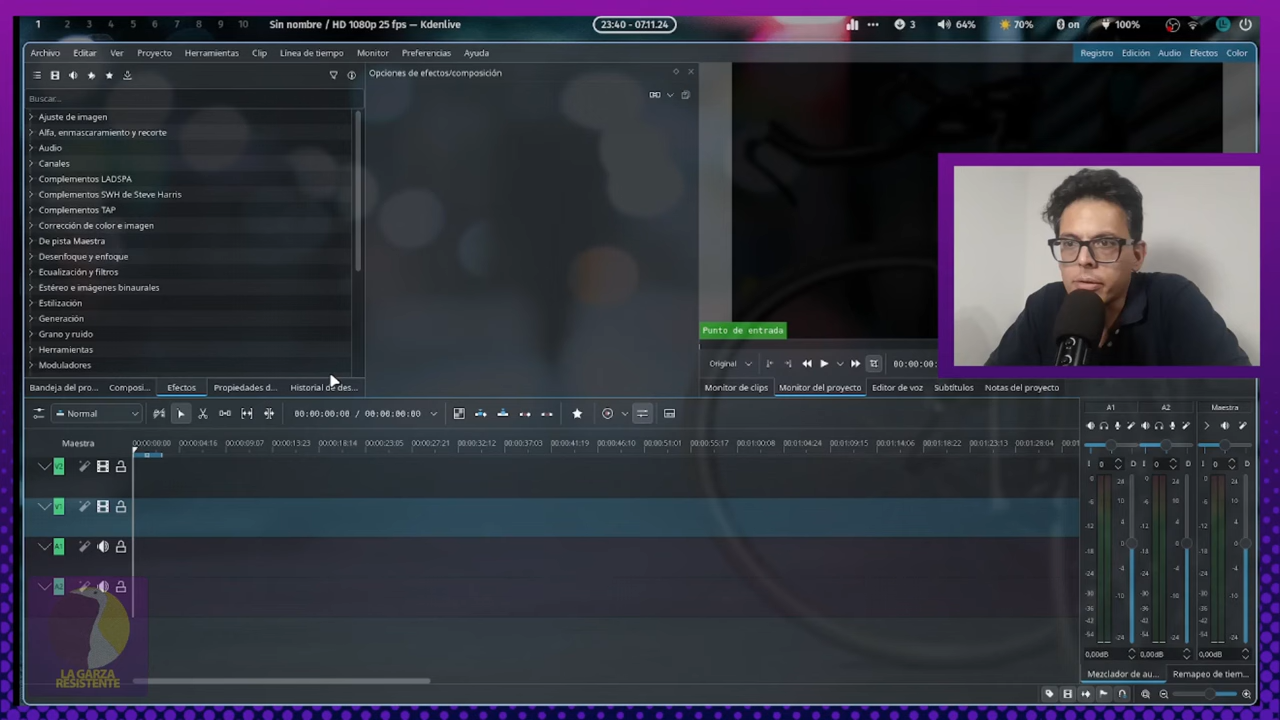 1 2 3 4 5 6 7 8 9 10
Sin nombre / HD 1080p 25 fps — Kdenlive
23:40 - 07.11.24
3 64% 70% on 100%
Archivo Editar Ver Proyecto Herramientas Clip Línea de tiempo Monitor Preferencias Ayuda
Registro Edición Audio Efectos Color
Opciones de efectos/composición
Buscar...
Ajuste de imagen
Alfa, enmascaramiento y recorte
Audio
Canales
Complementos LADSPA
Complementos SWH de Steve Harris
Complementos TAP
Corrección de color e imagen
De pista Maestra
Desenfoque y enfoque
Ecualización y filtros
Estéreo e imágenes binaurales
Estilización
Generación
Grano y ruido
Herramientas
Moduladores
Punto de entrada
Original
00:00:00:
Bandeja del pro... Composi... Efectos Propiedades d... Historial de des...
Monitor de clips Monitor del proyecto Editor de voz Subtítulos Notas del proyecto
Normal
00:00:00:00 / 00:00:00:00
A1 A2 Maestra
Maestra
00:00:00:00 00:00:04:16 00:00:09:07 00:00:13:23 00:00:18:14 00:00:23:05 00:00:27:21 00:00:32:12 00:00:37:03 00:00:41:19 00:00:46:10 00:00:51:01 00:00:55:17 00:01:00:08 00:01:04:24 00:01:09:15 00:01:14:06 00:01:18:22 00:01:23:13 00:01:28:04 00:01
V2
V1
A1
A2
I 0 D I 0 D I 0 D
0,00dB 0,00dB 0,00dB
Mezclador de au... Remapeo de tiem...
LA GARZA
RESISTENTE